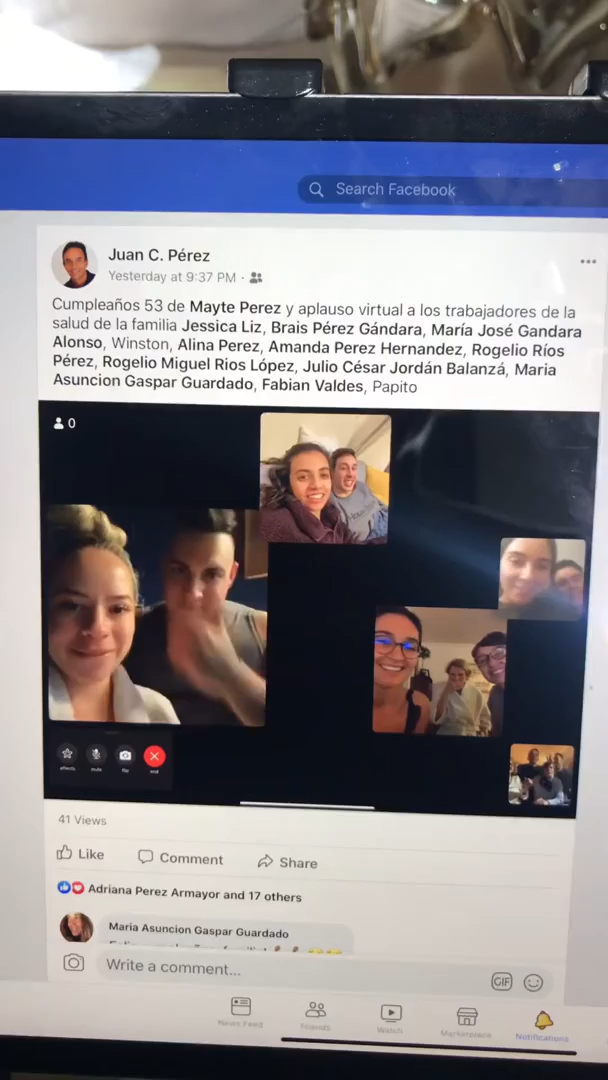 Search Facebook
Juan C. Pérez
Yesterday at 9:37 PM ·
Cumpleaños 53 de Mayte Perez y aplauso virtual a los trabajadores de la
salud de la familia Jessica Liz, Brais Pérez Gándara, María José Gandara
Alonso, Winston, Alina Perez, Amanda Perez Hernandez, Rogelio Ríos
Pérez, Rogelio Miguel Rios López, Julio César Jordán Balanzá, Maria
Asuncion Gaspar Guardado, Fabian Valdes, Papito
0
effects mute flip end
41 Views
Like Comment Share
Adriana Perez Armayor and 17 others
Maria Asuncion Gaspar Guardado
Write a comment... GIF
News Feed Friends Watch Marketplace Notifications